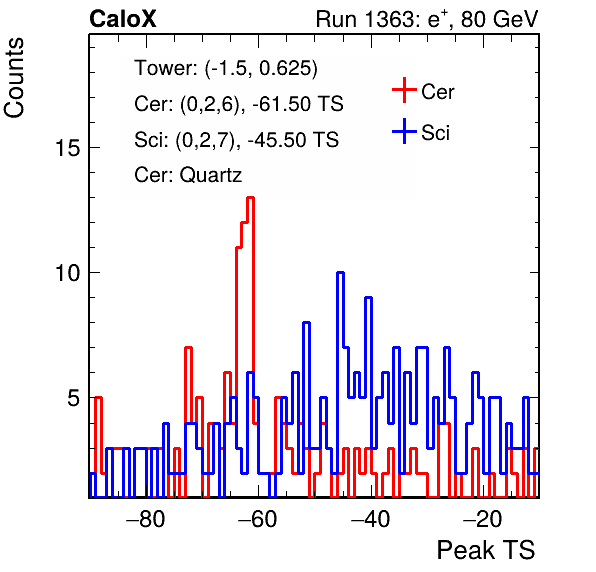 CaloX Run 1363: e⁺, 80 GeV
Counts
Tower: (-1.5, 0.625)
Cer: (0,2,6), -61.50 TS
Sci: (0,2,7), -45.50 TS
Cer: Quartz
Cer
Sci
15
10
5
−80 −60 −40 −20
Peak TS